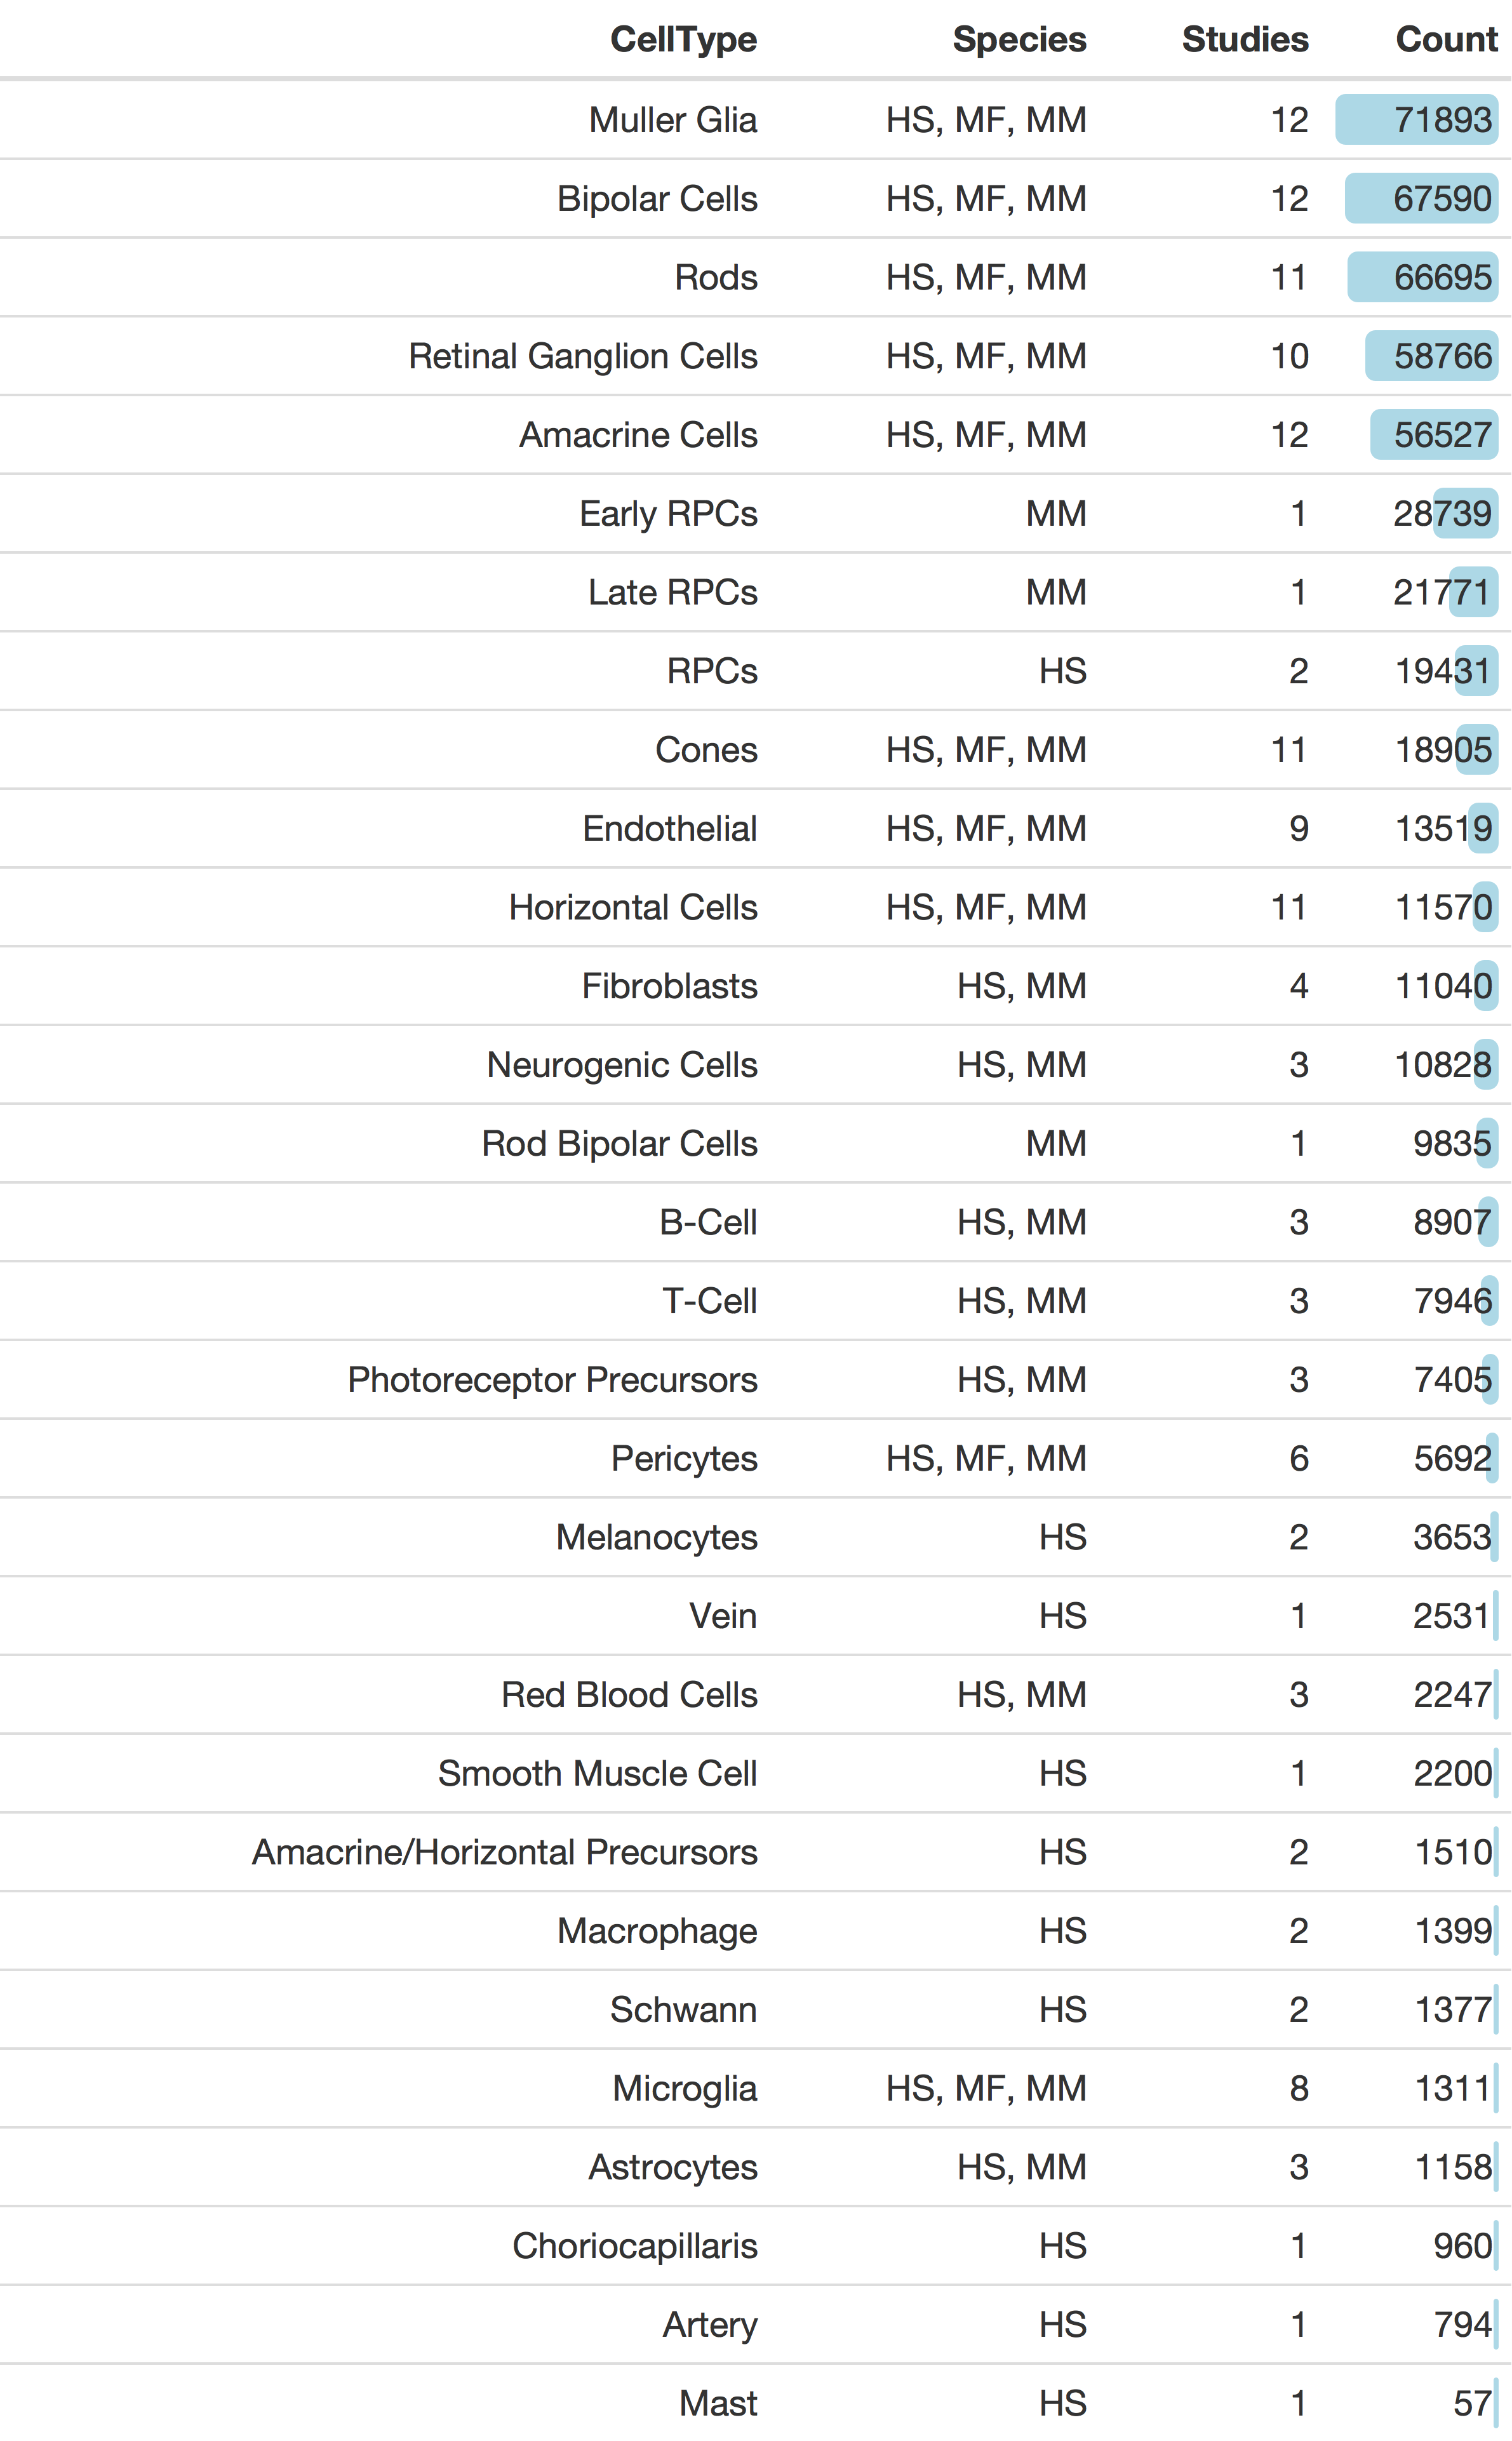 CellType Species Studies Count
Muller Glia HS, MF, MM 12 71893
Bipolar Cells HS, MF, MM 12 67590
Rods HS, MF, MM 11 66695
Retinal Ganglion Cells HS, MF, MM 10 58766
Amacrine Cells HS, MF, MM 12 56527
Early RPCs MM 1 28739
Late RPCs MM 1 21771
RPCs HS 2 19431
Cones HS, MF, MM 11 18905
Endothelial HS, MF, MM 9 13519
Horizontal Cells HS, MF, MM 11 11570
Fibroblasts HS, MM 4 11040
Neurogenic Cells HS, MM 3 10828
Rod Bipolar Cells MM 1 9835
B-Cell HS, MM 3 8907
T-Cell HS, MM 3 7946
Photoreceptor Precursors HS, MM 3 7405
Pericytes HS, MF, MM 6 5692
Melanocytes HS 2 3653
Vein HS 1 2531
Red Blood Cells HS, MM 3 2247
Smooth Muscle Cell HS 1 2200
Amacrine/Horizontal Precursors HS 2 1510
Macrophage HS 2 1399
Schwann HS 2 1377
Microglia HS, MF, MM 8 1311
Astrocytes HS, MM 3 1158
Choriocapillaris HS 1 960
Artery HS 1 794
Mast HS 1 57